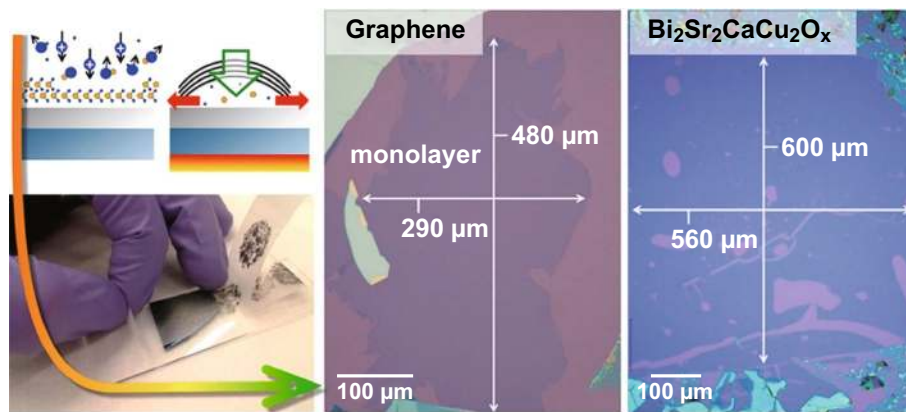 Graphene
480 µm
monolayer
290 µm
100 µm
Bi₂Sr₂CaCu₂Oₓ
600 µm
560 µm
100 µm